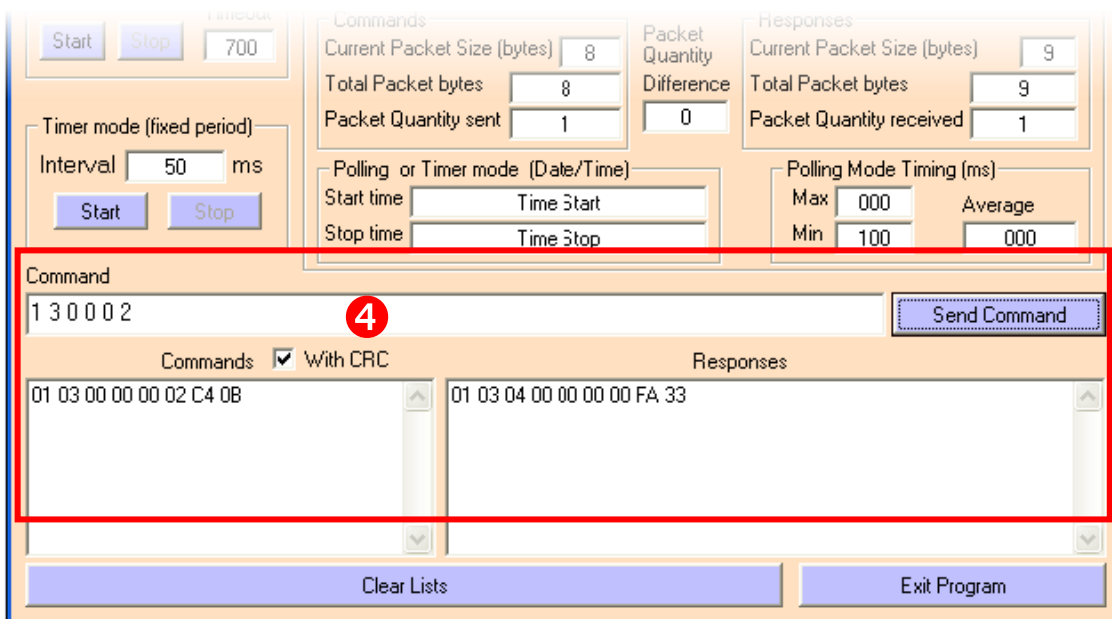 Timeout
Start Stop 700
Timer mode (fixed period)
Interval 50 ms
Start Stop
Commands
Current Packet Size (bytes) 8
Total Packet bytes 8
Packet Quantity sent 1
Packet
Quantity
Difference
0
Responses
Current Packet Size (bytes) 9
Total Packet bytes 9
Packet Quantity received 1
Polling or Timer mode (Date/Time)
Start time Time Start
Stop time Time Stop
Polling Mode Timing (ms)
Max 000 Average
Min 100 000
Command
1 3 0 0 0 2 4 Send Command
Commands With CRC Responses
01 03 00 00 00 02 C4 0B
01 03 04 00 00 00 00 FA 33
Clear Lists Exit Program